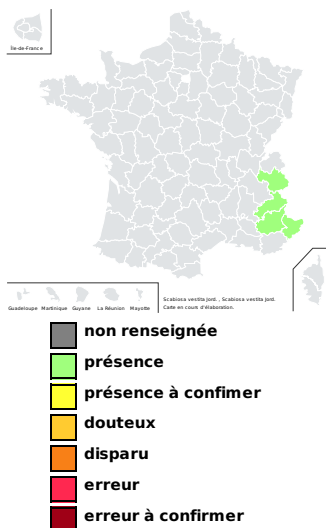 Île-de-France
Guadeloupe Martinique Guyane La Réunion Mayotte
Scabiosa vestita Jord. , Scabiosa vestita Jord.
Carte en cours d'élaboration.
non renseignée
présence
présence à confimer
douteux
disparu
erreur
erreur à confirmer